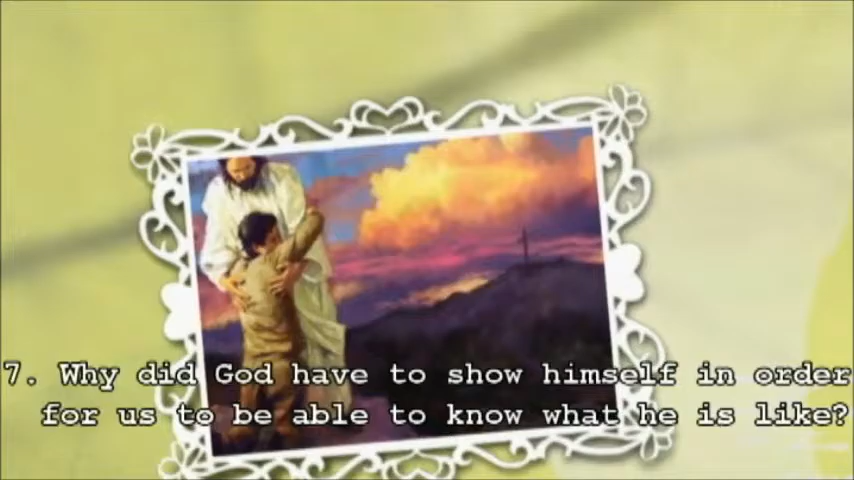 7. Why did God have to show himself in order
for us to be able to know what he is like?